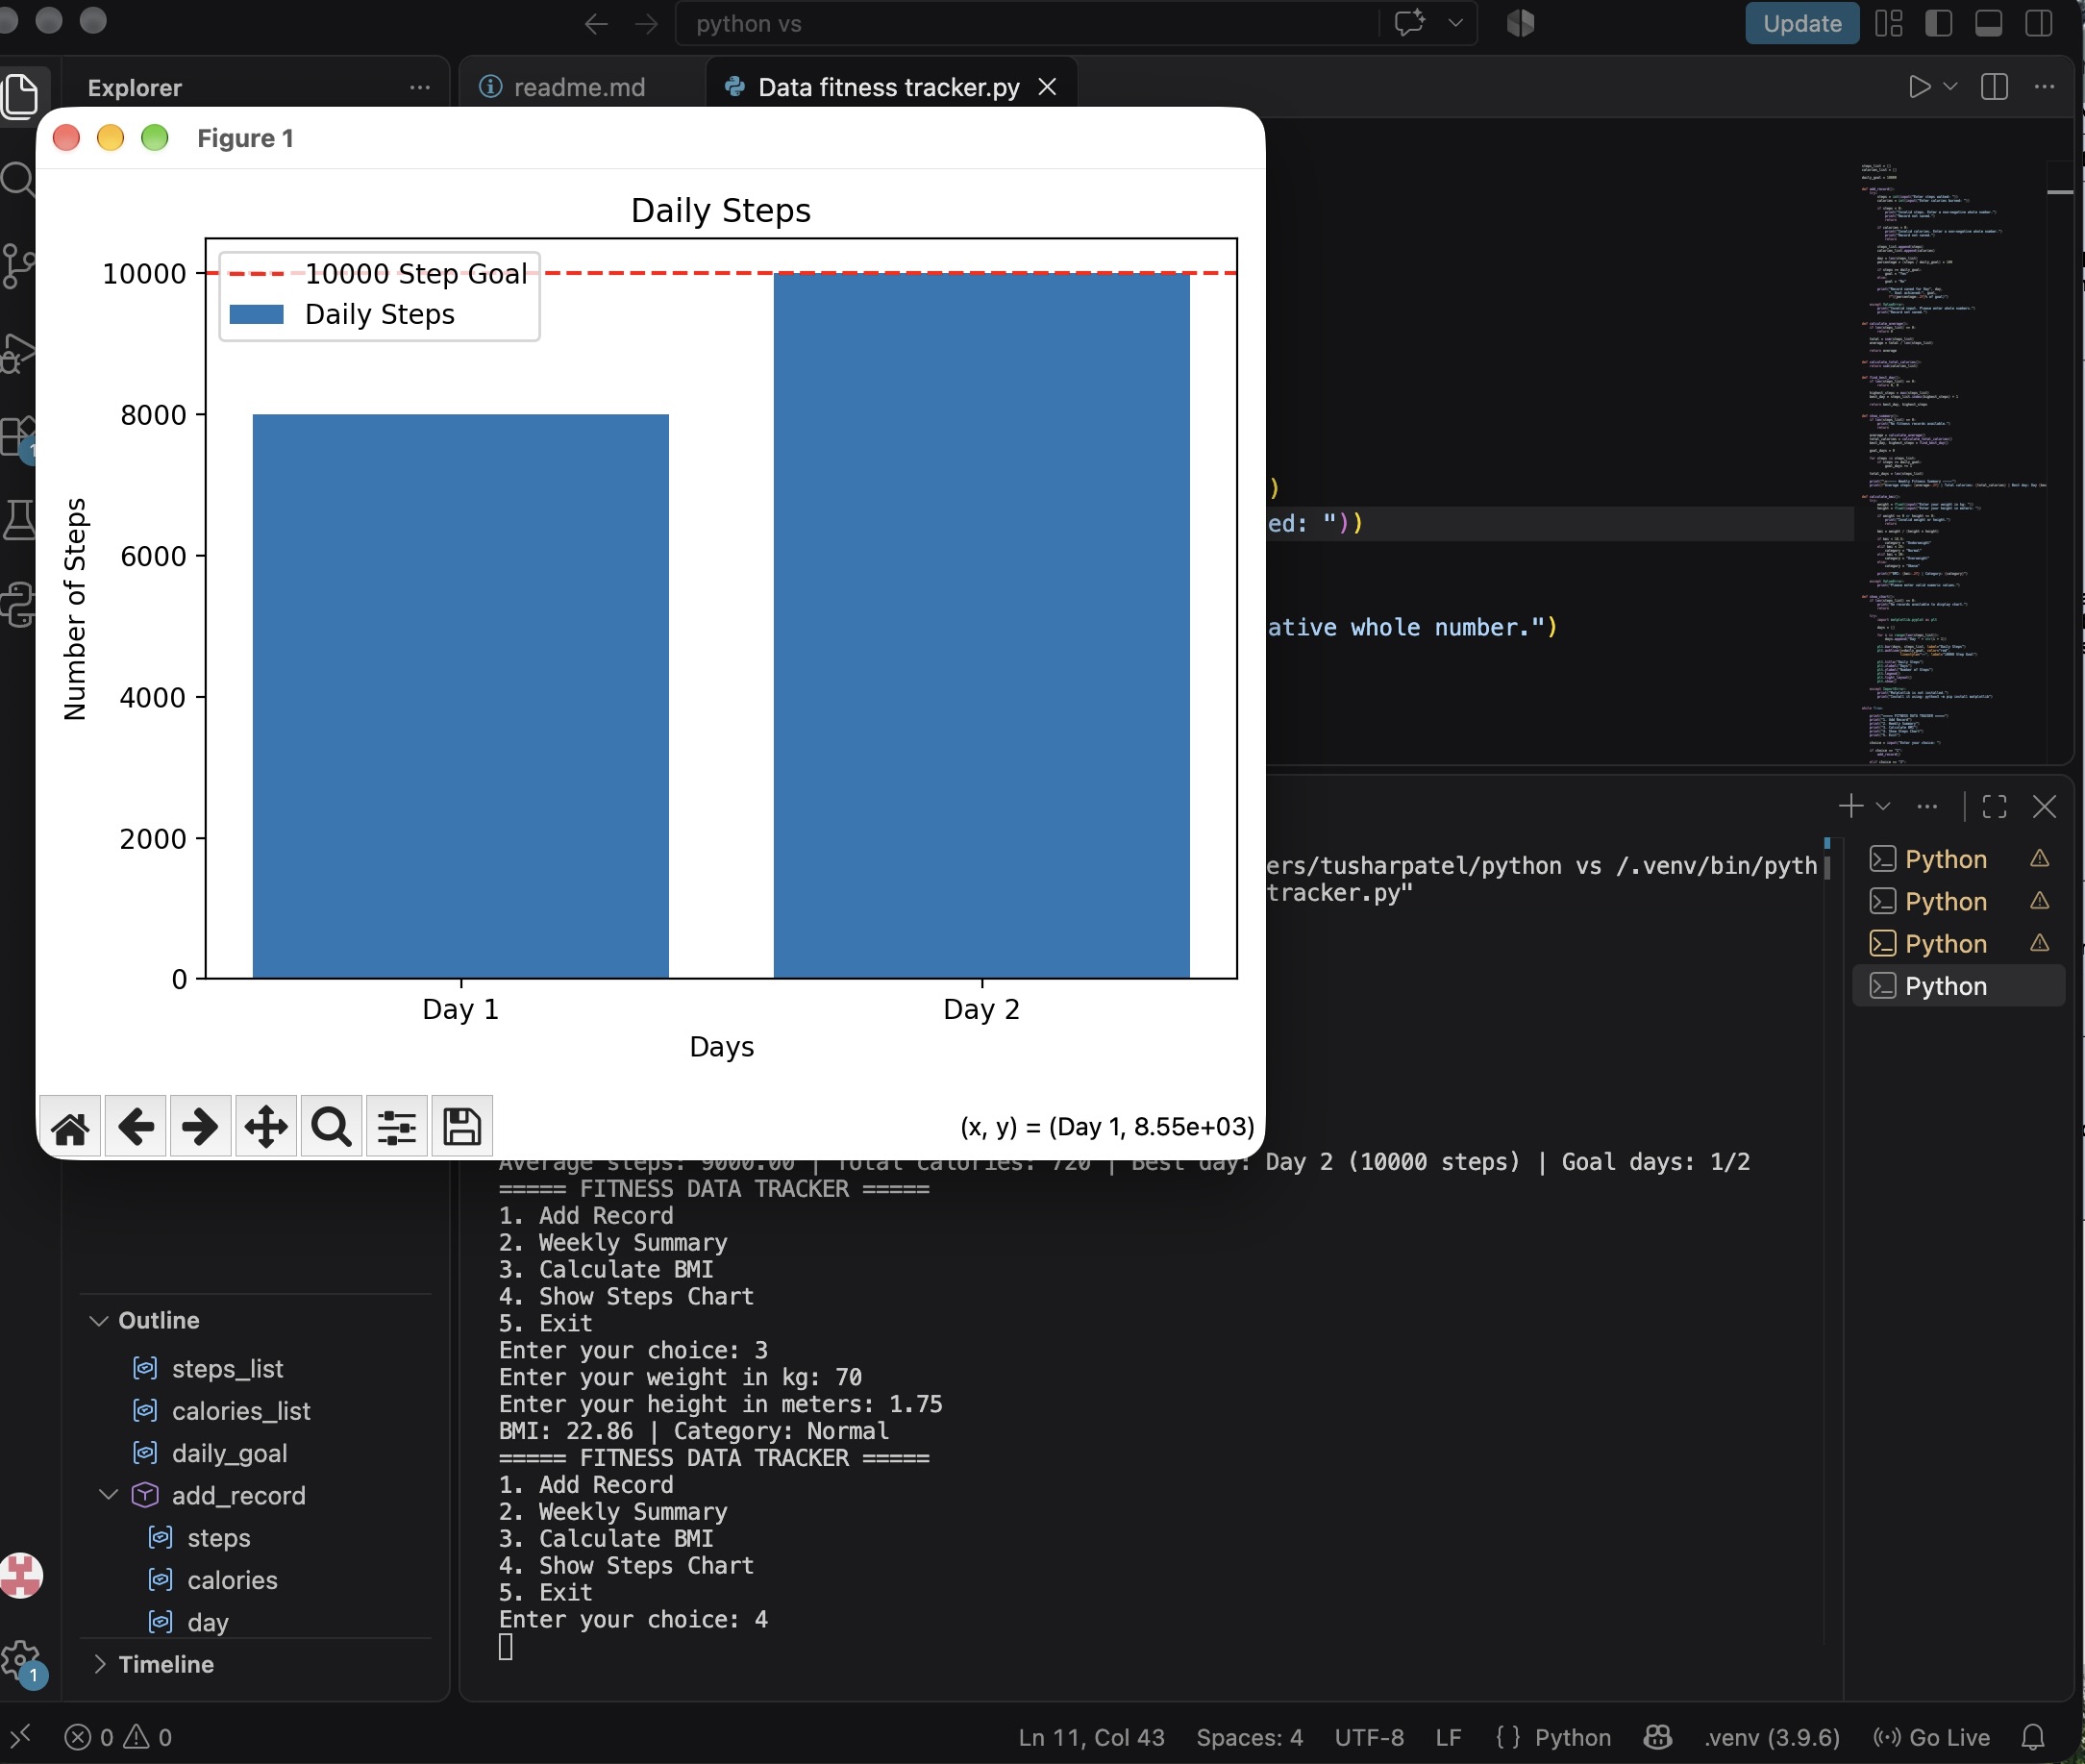 python vs
Update
Explorer
readme.md
Data fitness tracker.py
Figure 1
Daily Steps
10000 Step Goal
Daily Steps
10000
8000
6000
4000
2000
0
Number of Steps
Day 1
Day 2
Days
(x, y) = (Day 1, 8.55e+03)
)
ed: "))
ative whole number.")
1
ers/tusharpatel/python vs /.venv/bin/pyth
tracker.py"
Python
Python
Python
Python
Average steps: 9000.00 | Total calories: 720 | Best day: Day 2 (10000 steps) | Goal days: 1/2
===== FITNESS DATA TRACKER =====
1. Add Record
2. Weekly Summary
3. Calculate BMI
4. Show Steps Chart
5. Exit
Enter your choice: 3
Enter your weight in kg: 70
Enter your height in meters: 1.75
BMI: 22.86 | Category: Normal
===== FITNESS DATA TRACKER =====
1. Add Record
2. Weekly Summary
3. Calculate BMI
4. Show Steps Chart
5. Exit
Enter your choice: 4
Outline
steps_list
calories_list
daily_goal
add_record
steps
calories
day
Timeline
1
0 0
Ln 11, Col 43
Spaces: 4
UTF-8
LF
{ } Python
.venv (3.9.6)
Go Live